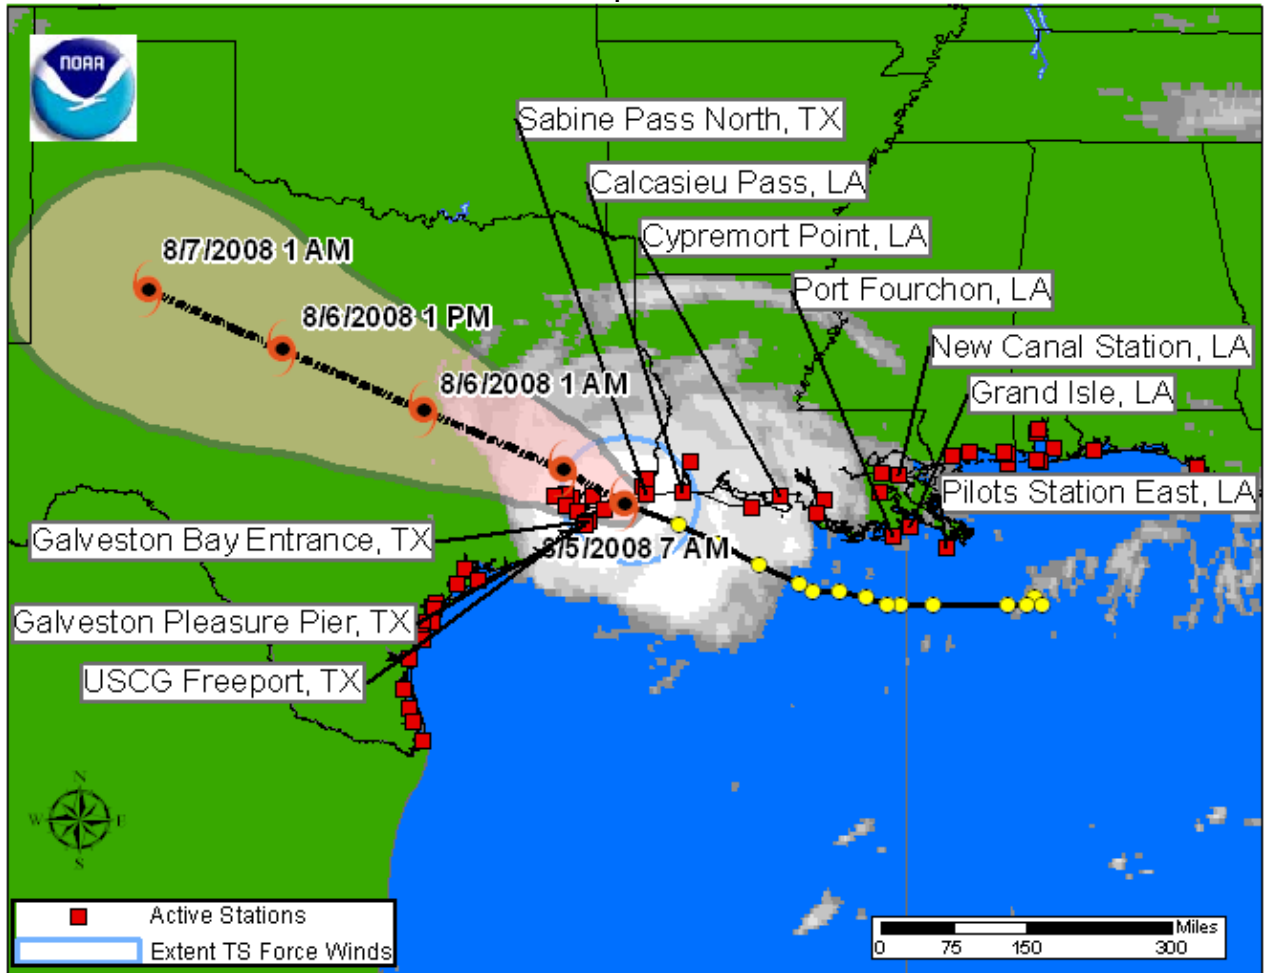 NOAA
Sabine Pass North, TX
Calcasieu Pass, LA
Cypremort Point, LA
8/7/2008 1 AM
Port Fourchon, LA
8/6/2008 1 PM
New Canal Station, LA
8/6/2008 1 AM
Grand Isle, LA
Pilots Station East, LA
Galveston Bay Entrance, TX
8/5/2008 7 AM
Galveston Pleasure Pier, TX
USCG Freeport, TX
N
W E
S
Active Stations
Extent TS Force Winds
Miles
0 75 150 300